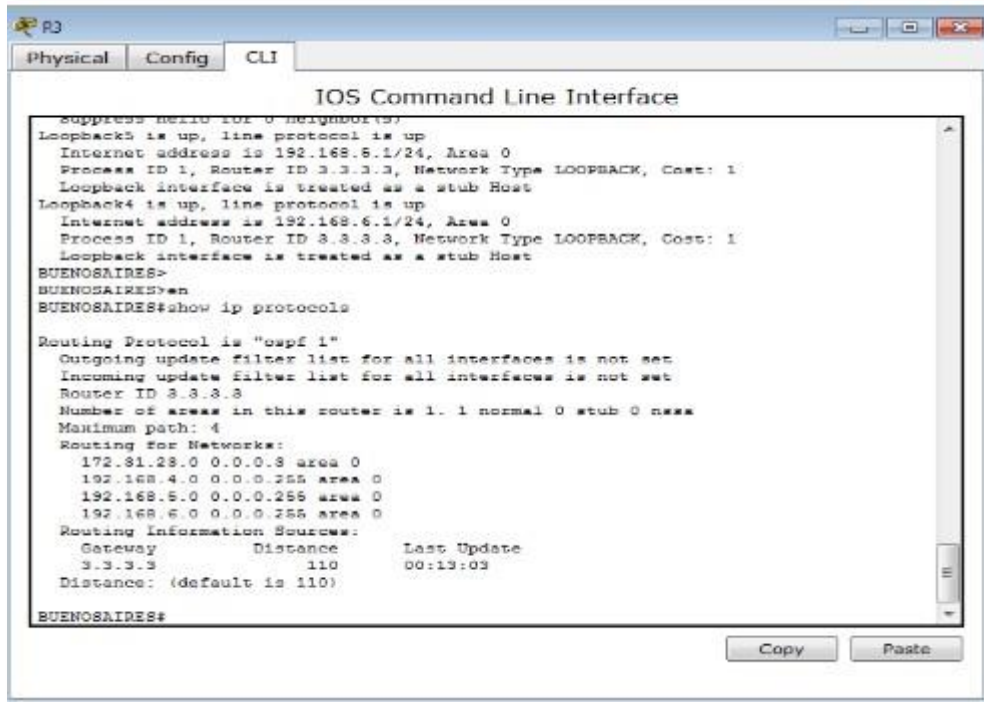 R3
Physical Config CLI
IOS Command Line Interface
Suppress hello for 0 neighbor(s)
Loopback5 is up, line protocol is up
Internet address is 192.168.5.1/24, Area 0
Process ID 1, Router ID 3.3.3.3, Network Type LOOPBACK, Cost: 1
Loopback interface is treated as a stub Host
Loopback4 is up, line protocol is up
Internet address is 192.168.6.1/24, Area 0
Process ID 1, Router ID 3.3.3.3, Network Type LOOPBACK, Cost: 1
Loopback interface is treated as a stub Host
BUENOSAIRES>
BUENOSAIRES>en
BUENOSAIRES#show ip protocols
Routing Protocol is "ospf 1"
Outgoing update filter list for all interfaces is not set
Incoming update filter list for all interfaces is not set
Router ID 3.3.3.3
Number of areas in this router is 1. 1 normal 0 stub 0 nssa
Maximum path: 4
Routing for Networks:
172.31.23.0 0.0.0.3 area 0
192.168.4.0 0.0.0.255 area 0
192.168.5.0 0.0.0.255 area 0
192.168.6.0 0.0.0.255 area 0
Routing Information Sources:
Gateway Distance Last Update
3.3.3.3 110 00:13:03
Distance: (default is 110)
BUENOSAIRES#
Copy Paste